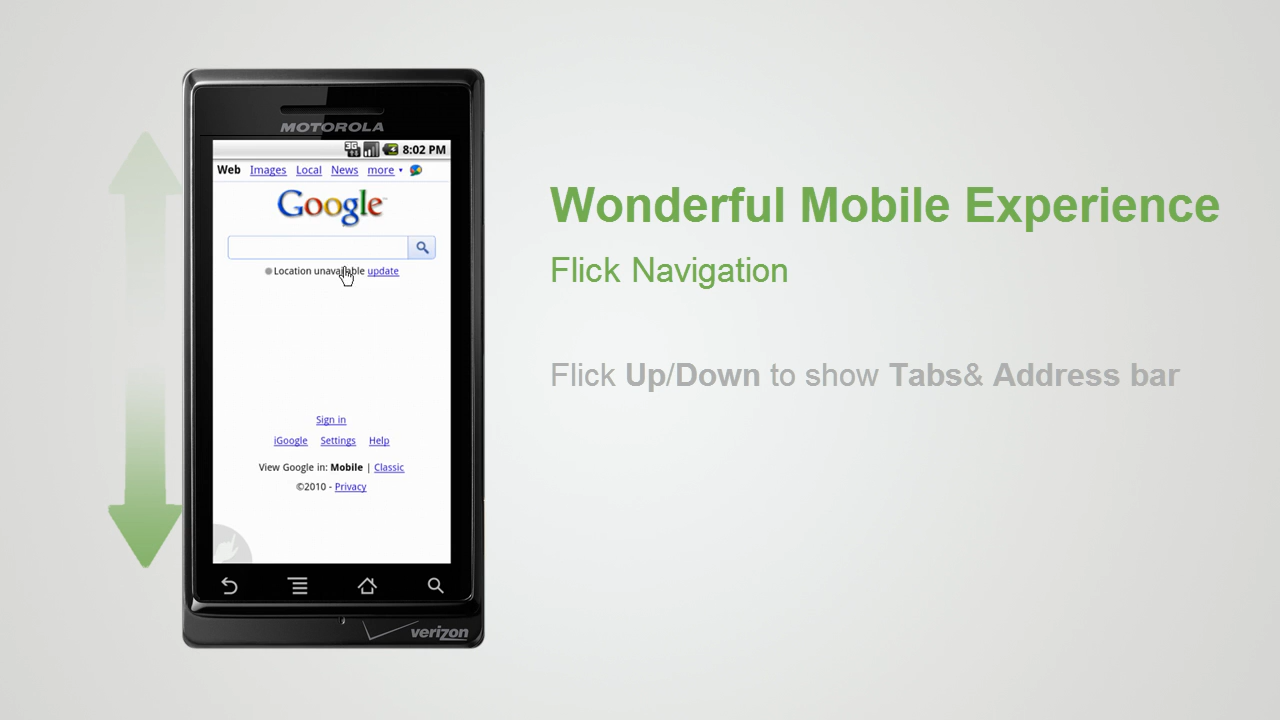 MOTOROLA
3G 8:02 PM
Web Images Local News more
Google
Location unavailable update
Sign in
iGoogle Settings Help
View Google in: Mobile | Classic
©2010 - Privacy
verizon
Wonderful Mobile Experience
Flick Navigation
Flick Up/Down to show Tabs& Address bar